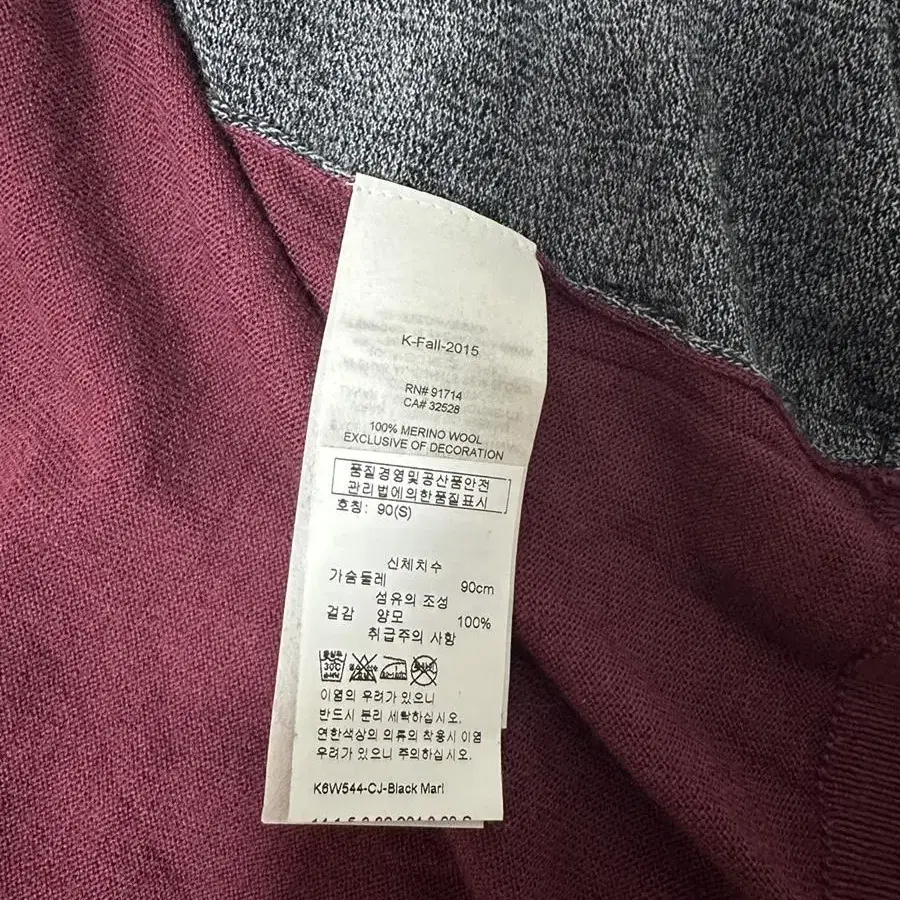 K-Fall-2015
RN# 91714
CA# 32528
100% MERINO WOOL
EXCLUSIVE OF DECORATION
품질경영및공산품안전
관리법에의한품질표시
호칭: 90(S)
신체치수
가슴둘레 90cm
섬유의 조성
겉감 양모 100%
취급주의 사항
30℃
이염의 우려가 있으니
반드시 분리 세탁하십시오.
연한색상의 의류의 착용시 이염
우려가 있으니 주의하십시오.
K6W544-CJ-Black Marl